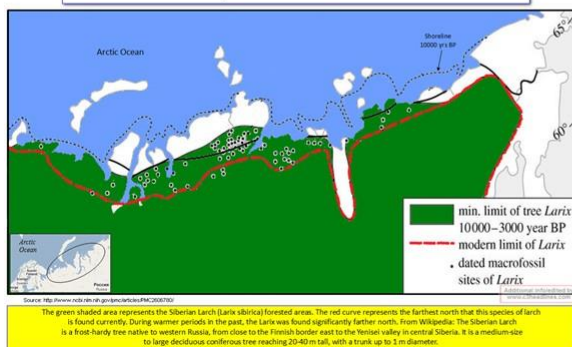 Arctic Ocean
Shoreline
10000 yrs BP
65°
60°
min. limit of tree Larix
10000–3000 year BP
modern limit of Larix
dated macrofossil
sites of Larix
Arctic
Ocean
Source: http://www.ncbi.nlm.nih.gov/pmc/articles/PMC2606780/
The green shaded area represents the Siberian Larch (Larix sibirica) forested areas. The red curve represents the farthest north that this species of larch
is found currently. During warmer periods in the past, the Larix was found significantly farther north. From Wikipedia: The Siberian Larch
is a frost-hardy tree native to western Russia, from close to the Finnish border east to the Yenisei valley in central Siberia. It is a medium-size
to large deciduous coniferous tree reaching 20-40 m tall, with a trunk up to 1 m diameter.